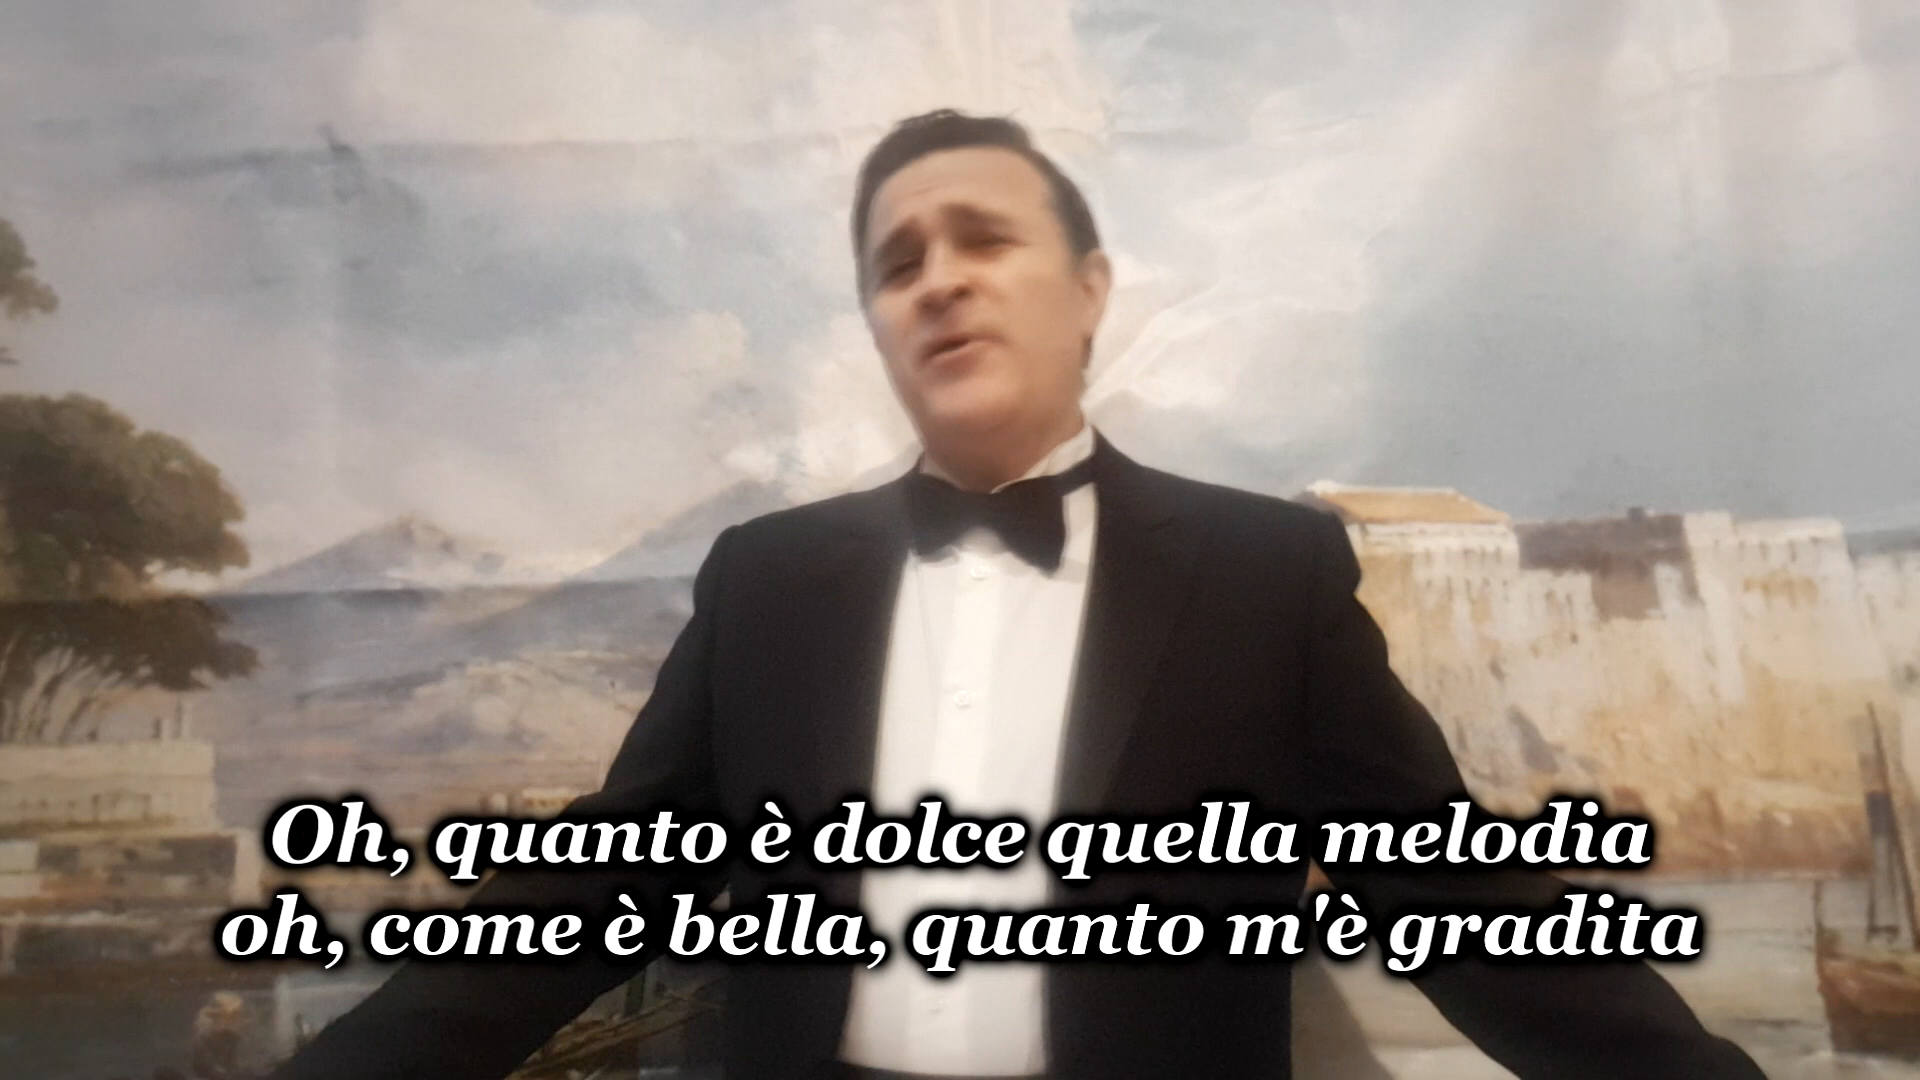 Oh, quanto è dolce quella melodia
oh, come è bella, quanto m'è gradita